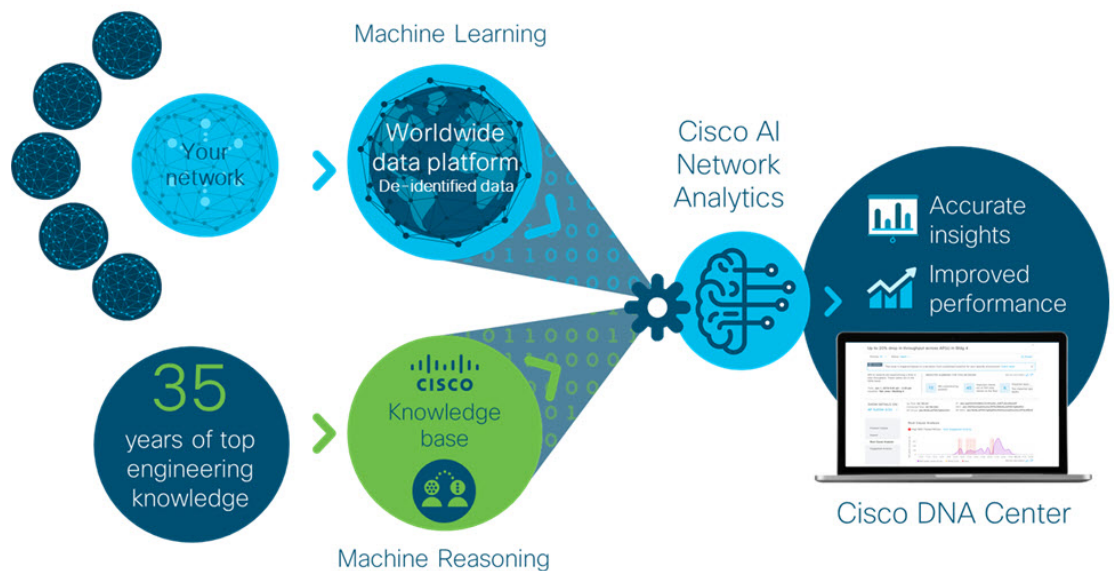 Machine Learning
Your
network
Worldwide
data platform
De-identified data
Cisco AI
Network
Analytics
Accurate
insights
Improved
performance
35
years of top
engineering
knowledge
CISCO
Knowledge
base
Machine Reasoning
Cisco DNA Center